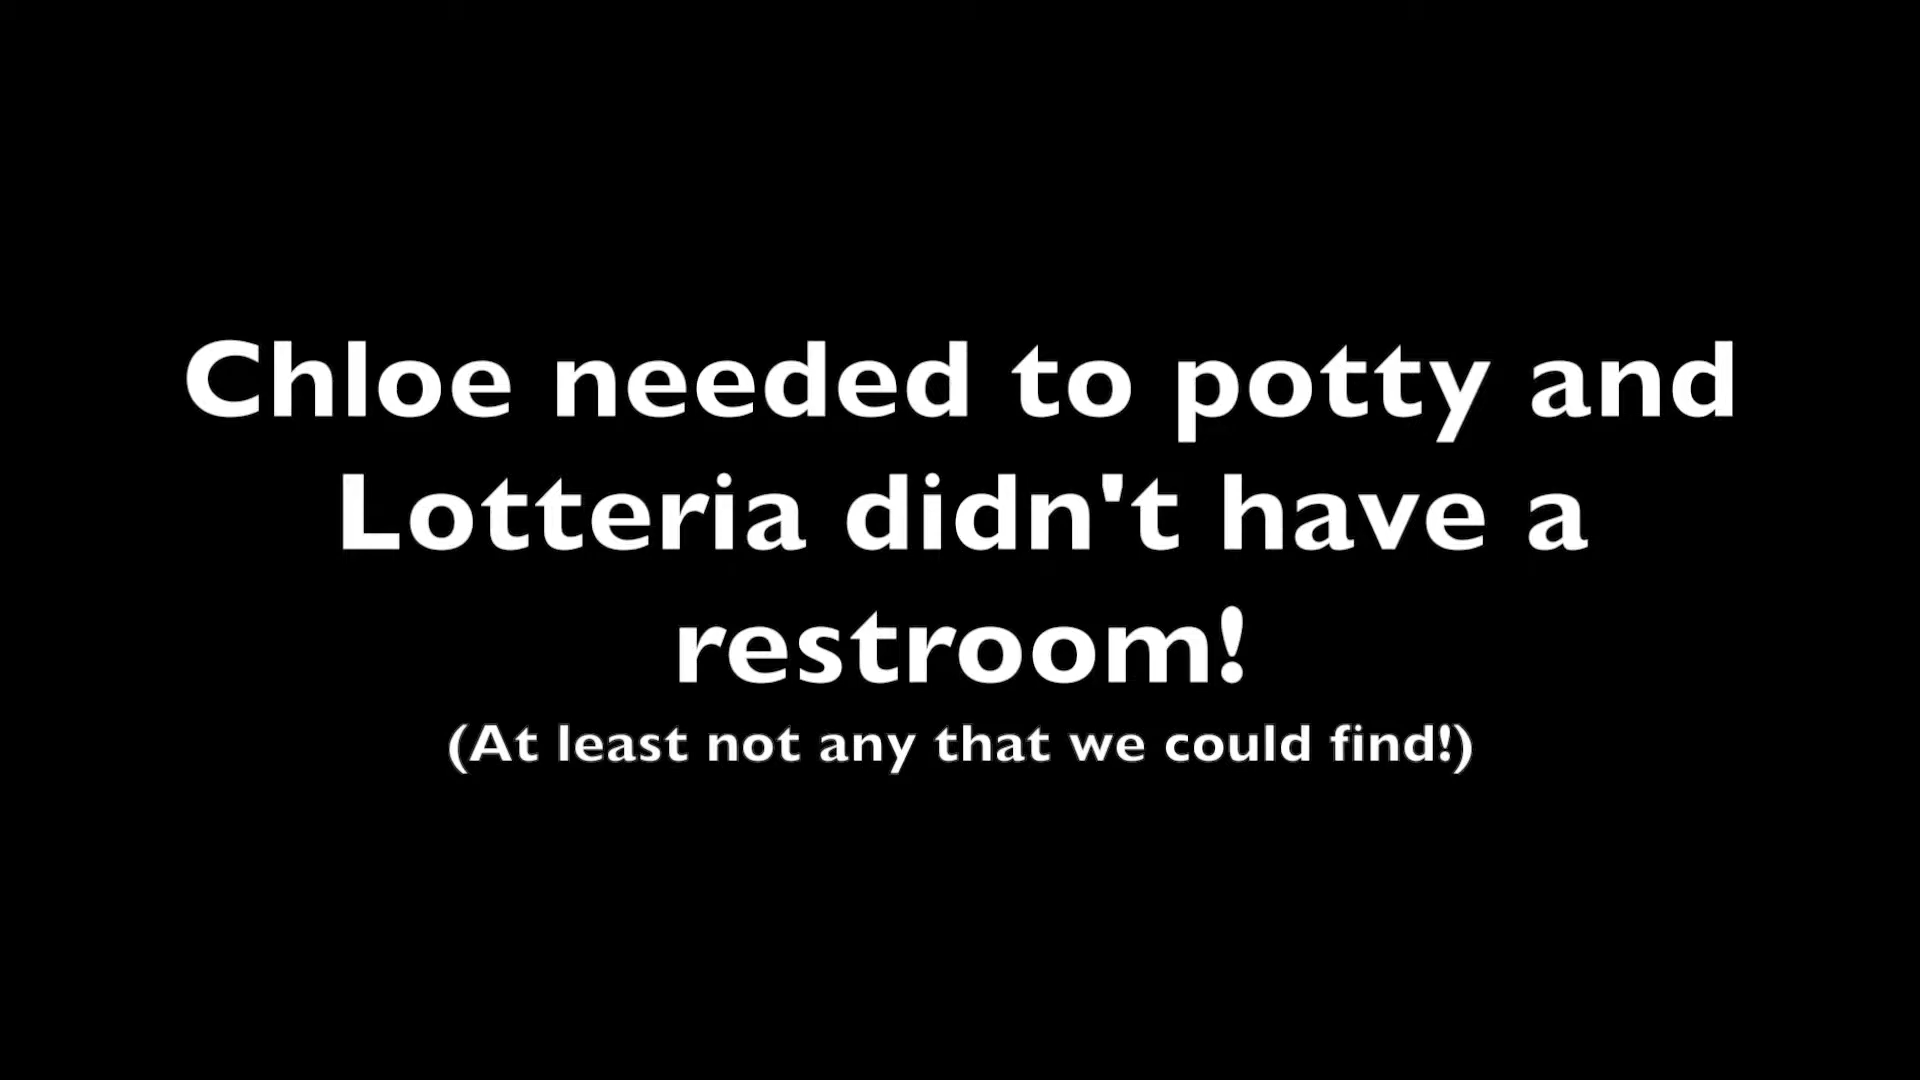 Chloe needed to potty and
Lotteria didn't have a
restroom!
(At least not any that we could find!)